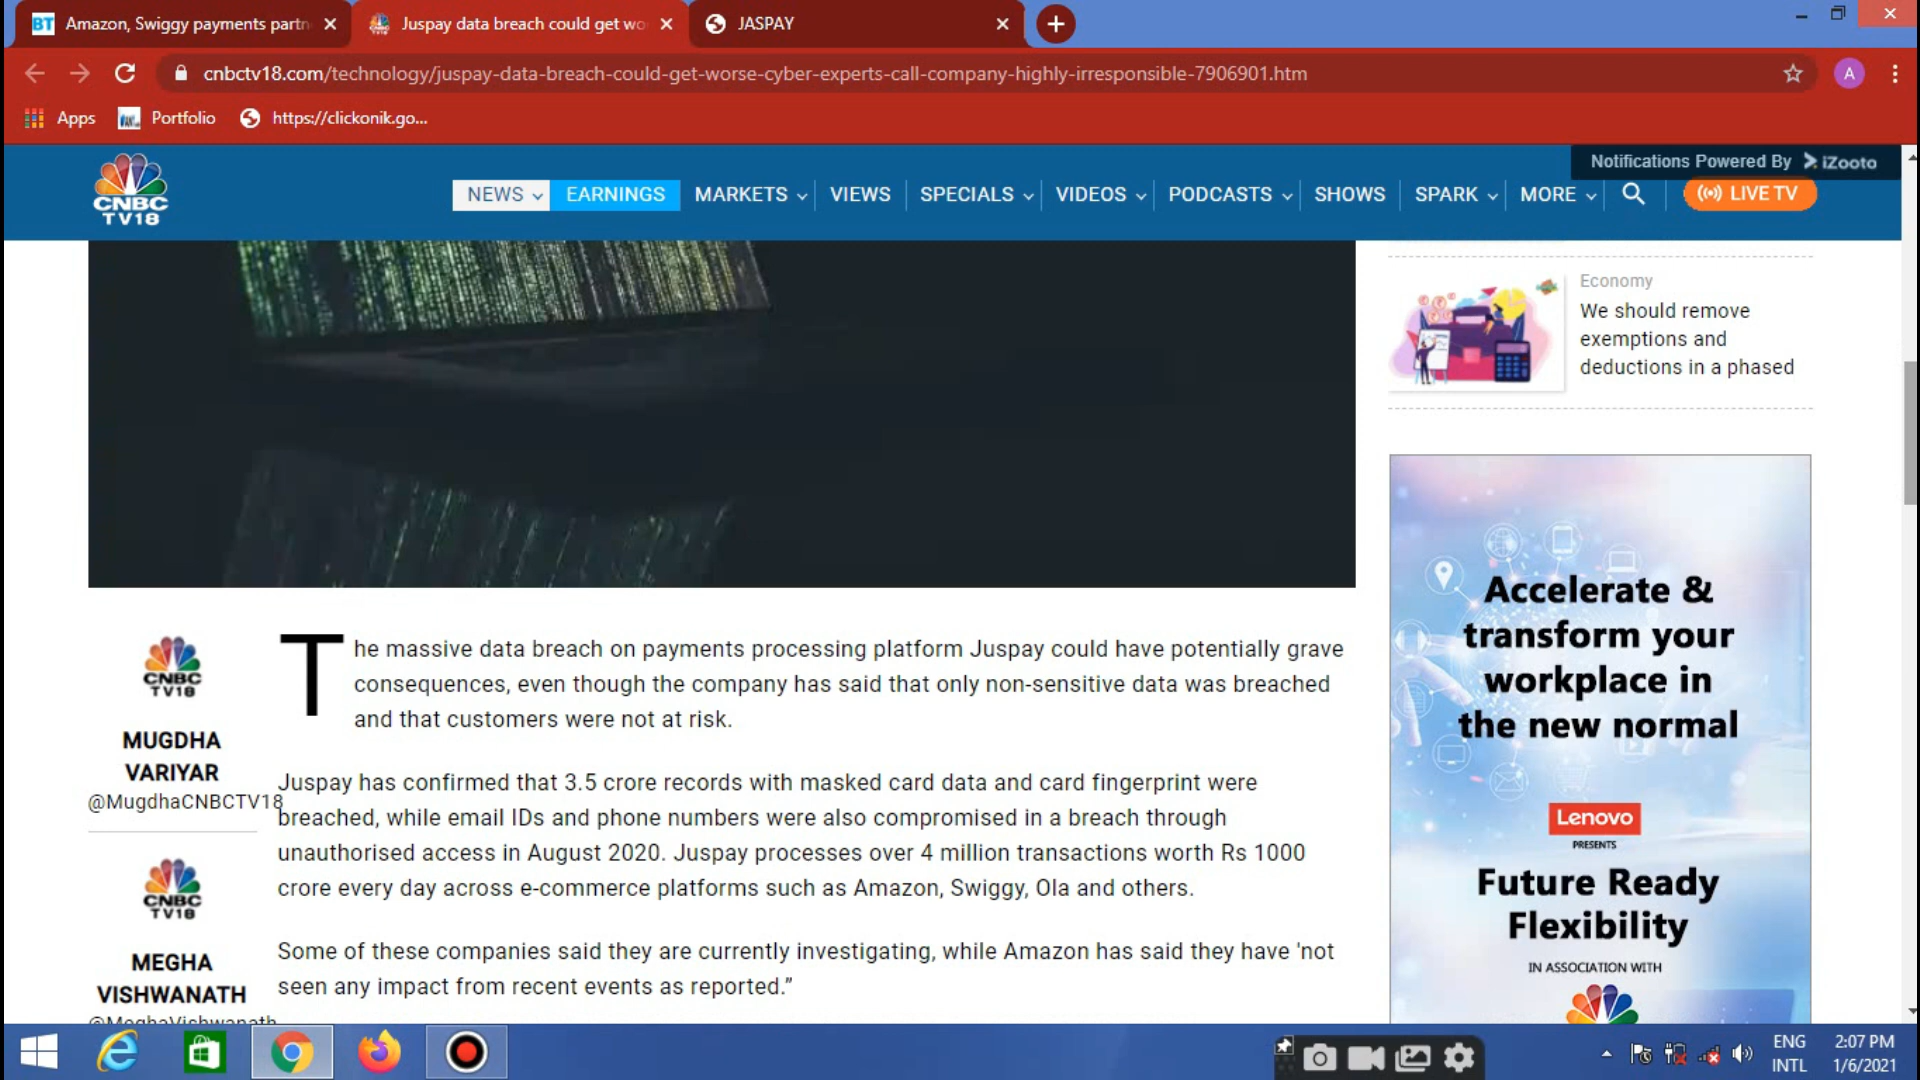 BT Amazon, Swiggy payments partn
Juspay data breach could get wo
JASPAY
cnbctv18.com/technology/juspay-data-breach-could-get-worse-cyber-experts-call-company-highly-irresponsible-7906901.htm
A
Apps
Portfolio
https://clickonik.go...
Notifications Powered By iZooto
CNBC
TV18
NEWS
EARNINGS
MARKETS
VIEWS
SPECIALS
VIDEOS
PODCASTS
SHOWS
SPARK
MORE
LIVE TV
Economy
We should remove
exemptions and
deductions in a phased
CNBC
TV18
MUGDHA
VARIYAR
@MugdhaCNBCTV18
CNBC
TV18
MEGHA
VISHWANATH
@MeghaVishwanath
The massive data breach on payments processing platform Juspay could have potentially grave
consequences, even though the company has said that only non-sensitive data was breached
and that customers were not at risk.
Juspay has confirmed that 3.5 crore records with masked card data and card fingerprint were
breached, while email IDs and phone numbers were also compromised in a breach through
unauthorised access in August 2020. Juspay processes over 4 million transactions worth Rs 1000
crore every day across e-commerce platforms such as Amazon, Swiggy, Ola and others.
Some of these companies said they are currently investigating, while Amazon has said they have 'not
seen any impact from recent events as reported.”
Accelerate &
transform your
workplace in
the new normal
Lenovo
PRESENTS
Future Ready
Flexibility
IN ASSOCIATION WITH
ENG
INTL
2:07 PM
1/6/2021